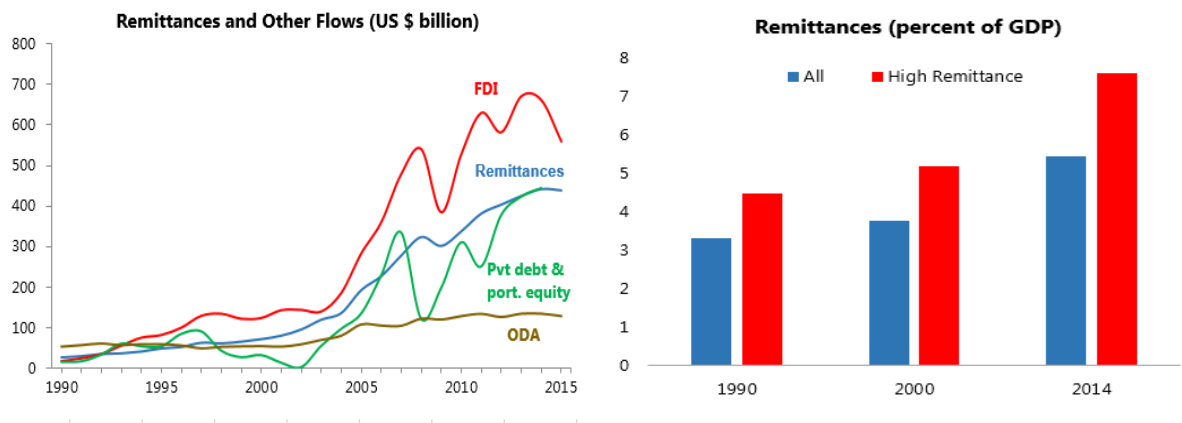 Remittances and Other Flows (US $ billion)
800
700
600
500
400
300
200
100
0
FDI
Remittances
Pvt debt &
port. equity
ODA
1990 1995 2000 2005 2010 2015
Remittances (percent of GDP)
All High Remittance
8
7
6
5
4
3
2
1
0
1990 2000 2014